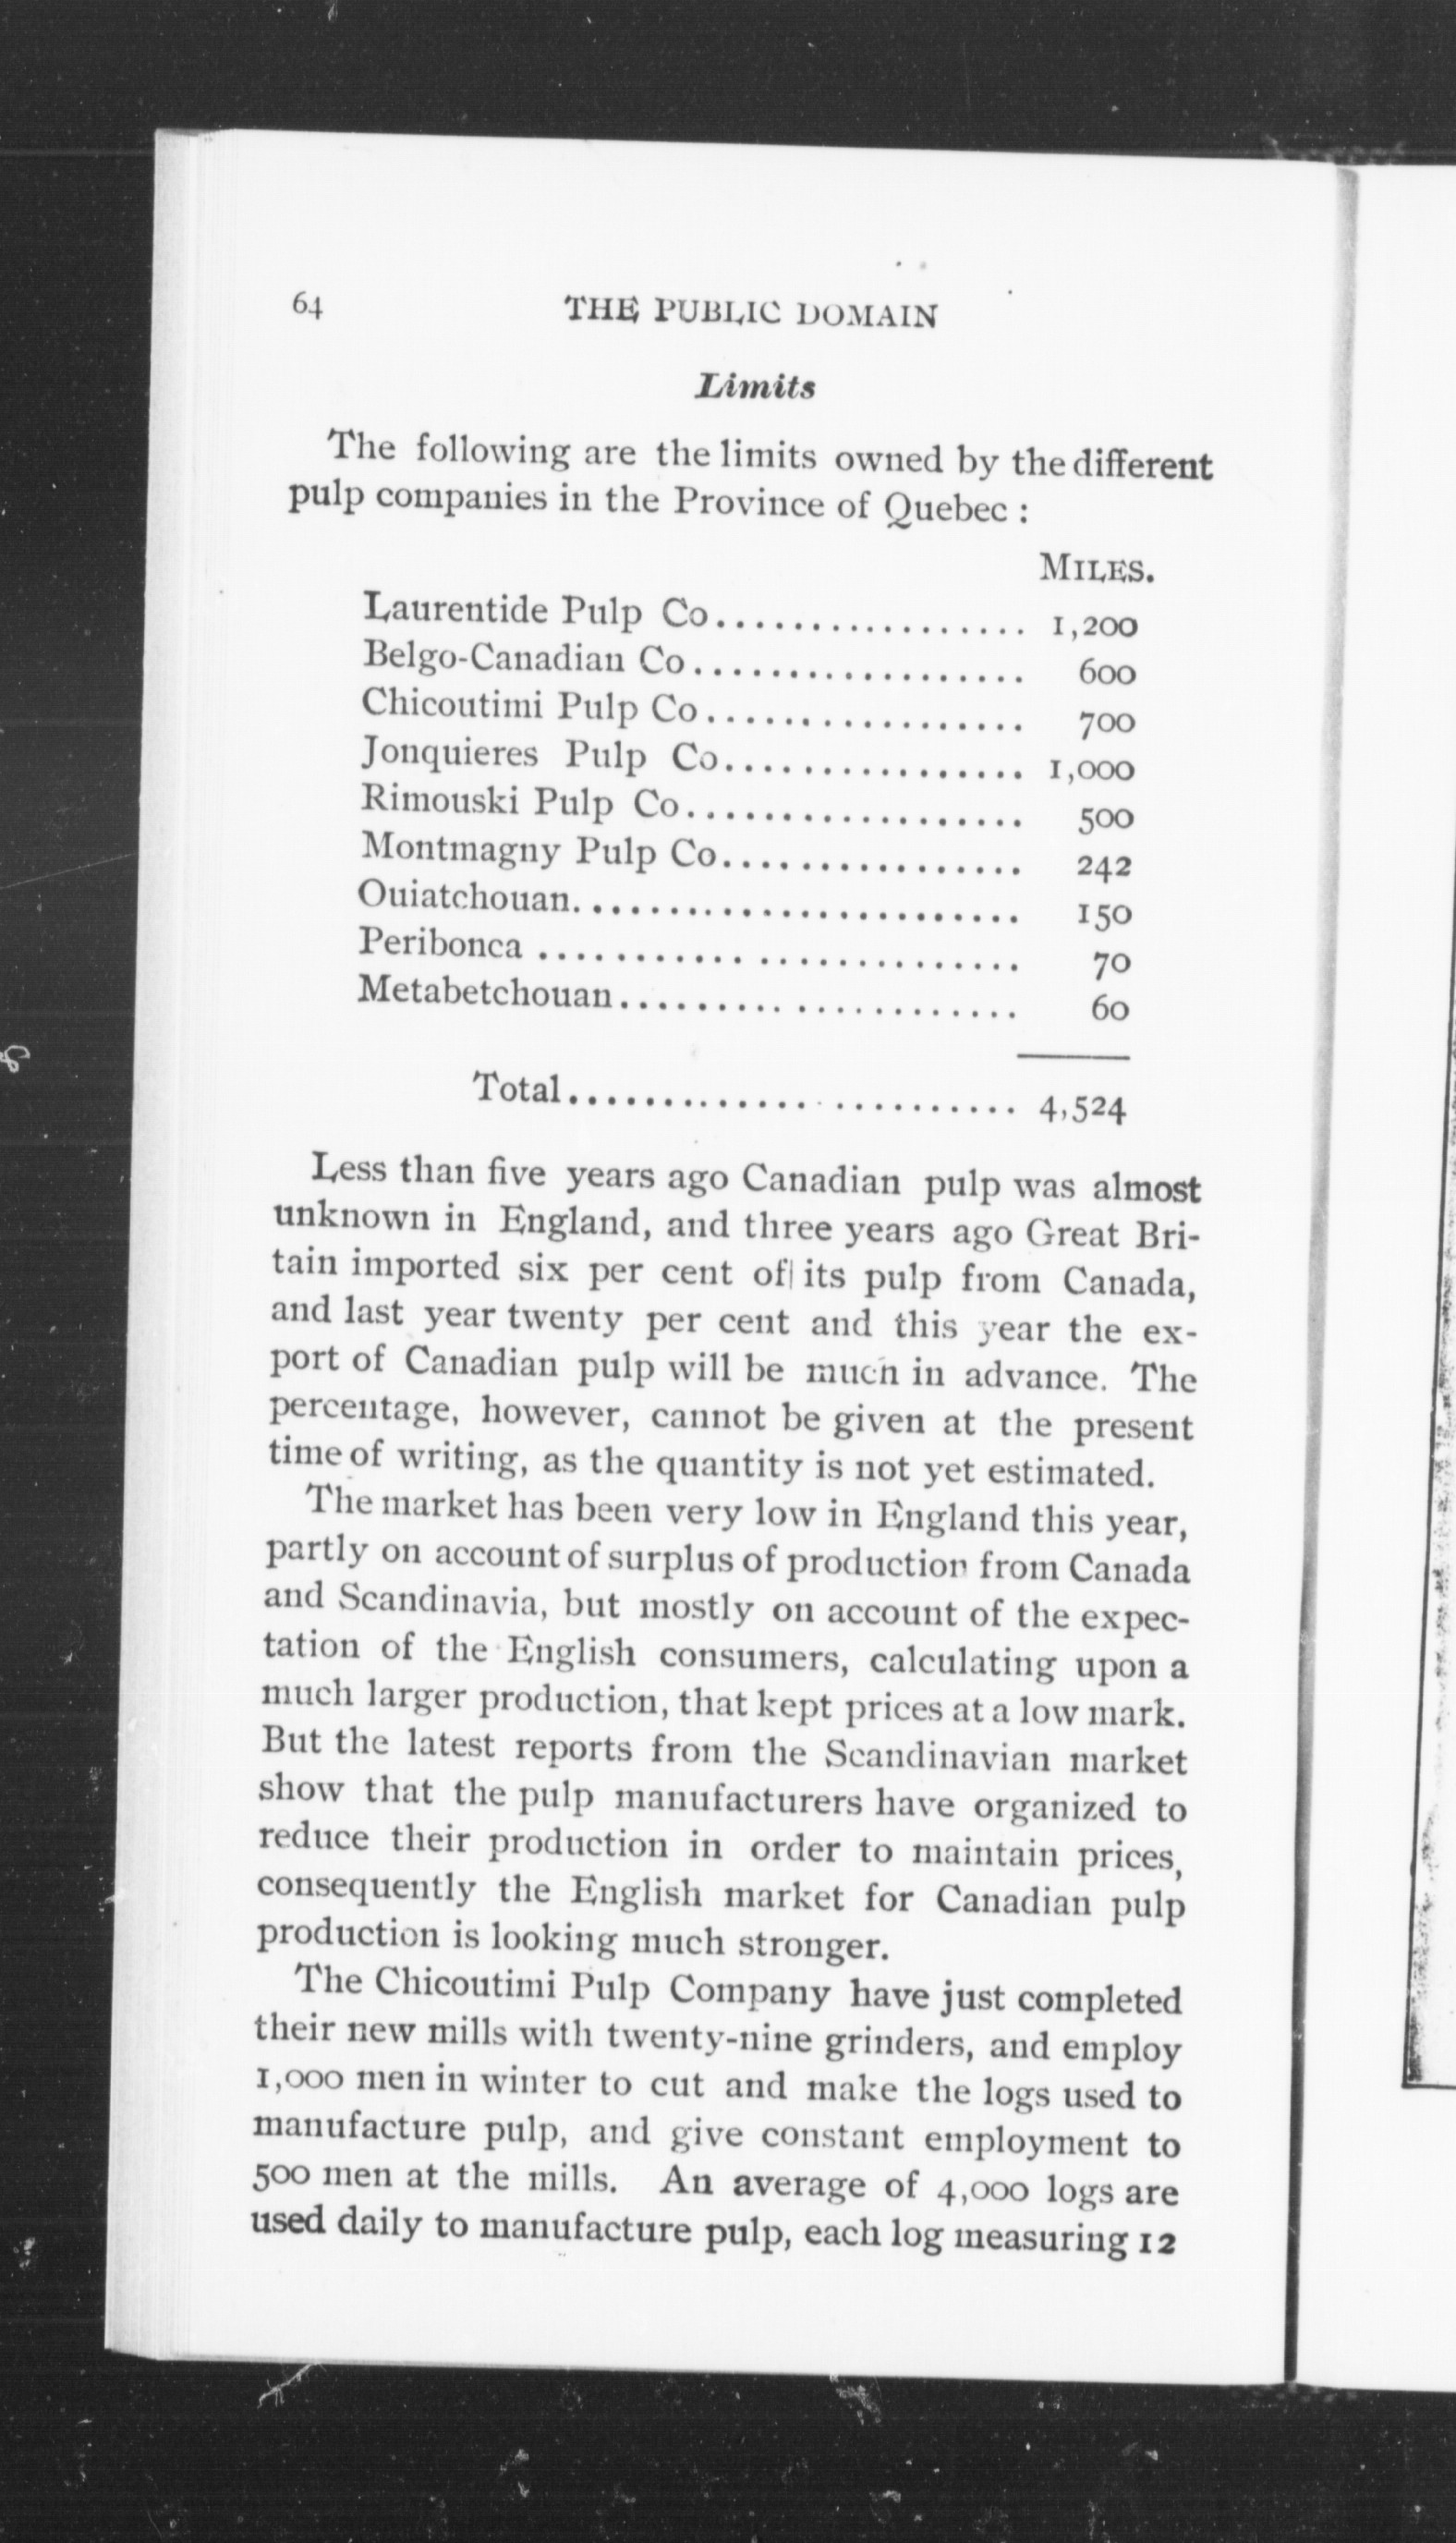 64 THE PUBLIC DOMAIN
Limits
The following are the limits owned by the different
pulp companies in the Province of Quebec :
MILES.
Laurentide Pulp Co................. 1,200
Belgo-Canadian Co.................. 600
Chicoutimi Pulp Co................. 700
Jonquieres Pulp Co................ 1,000
Rimouski Pulp Co.................. 500
Montmagny Pulp Co................ 242
Ouiatchouan....................... 150
Peribonca ......................... 70
Metabetchouan..................... 60
Total........................ 4,524
Less than five years ago Canadian pulp was almost
unknown in England, and three years ago Great Bri-
tain imported six per cent of its pulp from Canada,
and last year twenty per cent and this year the ex-
port of Canadian pulp will be much in advance. The
percentage, however, cannot be given at the present
time of writing, as the quantity is not yet estimated.
The market has been very low in England this year,
partly on account of surplus of production from Canada
and Scandinavia, but mostly on account of the expec-
tation of the English consumers, calculating upon a
much larger production, that kept prices at a low mark.
But the latest reports from the Scandinavian market
show that the pulp manufacturers have organized to
reduce their production in order to maintain prices,
consequently the English market for Canadian pulp
production is looking much stronger.
The Chicoutimi Pulp Company have just completed
their new mills with twenty-nine grinders, and employ
1,000 men in winter to cut and make the logs used to
manufacture pulp, and give constant employment to
500 men at the mills. An average of 4,000 logs are
used daily to manufacture pulp, each log measuring 12